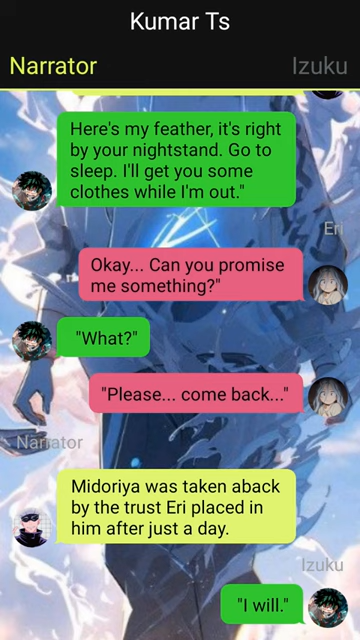 Kumar Ts
Narrator
Izuku
Here's my feather, it's right
by your nightstand. Go to
sleep. I'll get you some
clothes while I'm out."
Eri
Okay... Can you promise
me something?"
"What?"
"Please... come back..."
Narrator
Midoriya was taken aback
by the trust Eri placed in
him after just a day.
Izuku
"I will."